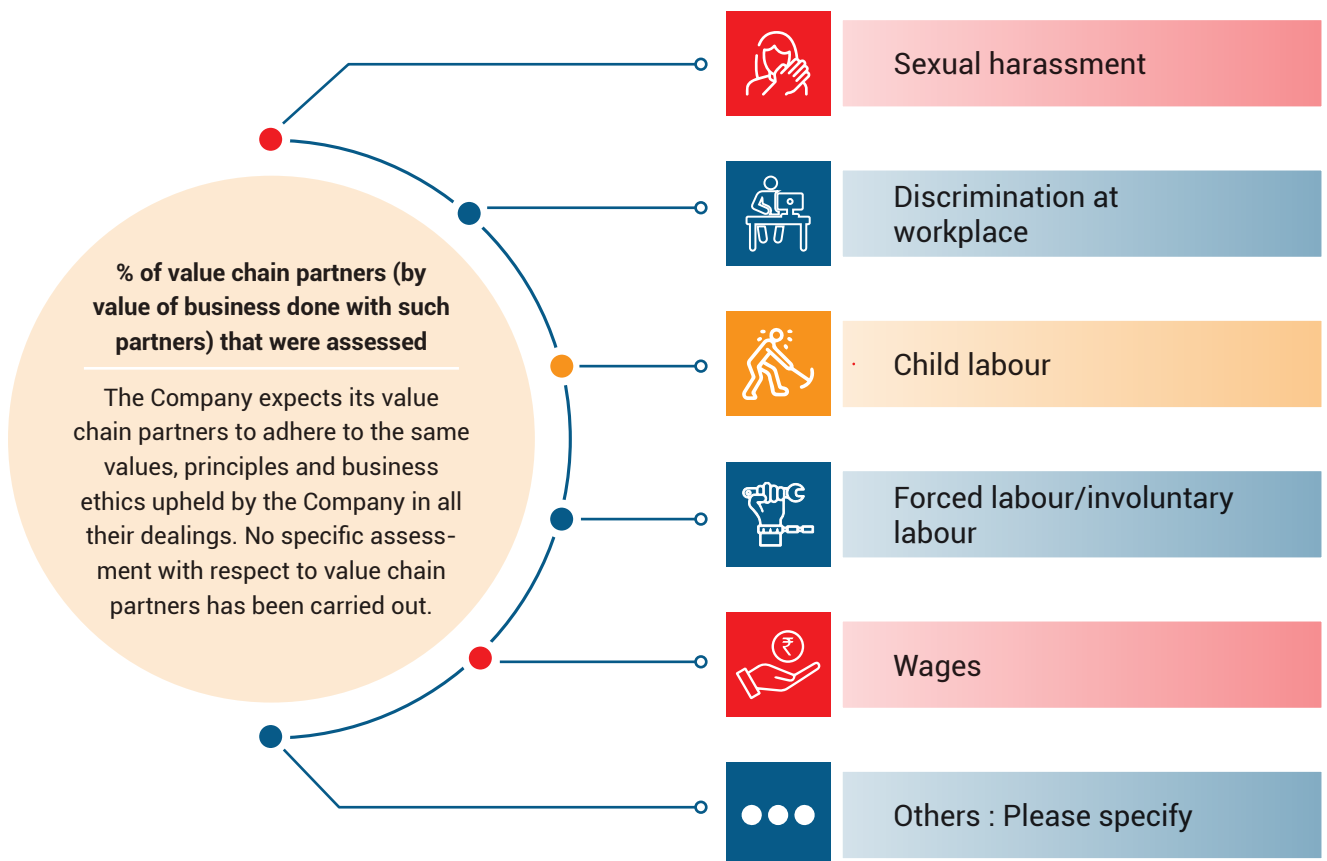 % of value chain partners (by
value of business done with such
partners) that were assessed
The Company expects its value
chain partners to adhere to the same
values, principles and business
ethics upheld by the Company in all
their dealings. No specific assess-
ment with respect to value chain
partners has been carried out.
Sexual harassment
Discrimination at
workplace
Child labour
Forced labour/involuntary
labour
₹
Wages
Others : Please specify